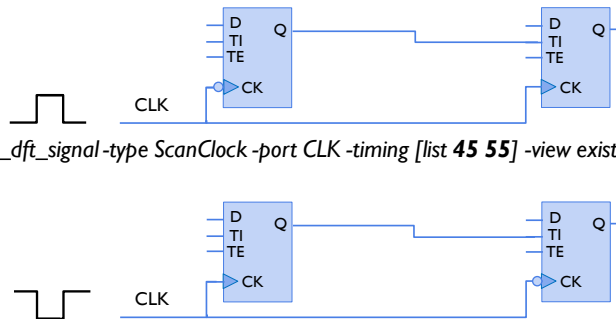 D
TI
TE
Q
CK
D
TI
TE
Q
CK
CLK
_dft_signal -type ScanClock -port CLK -timing [list 45 55] -view exist
D
TI
TE
Q
CK
D
TI
TE
Q
CK
CLK